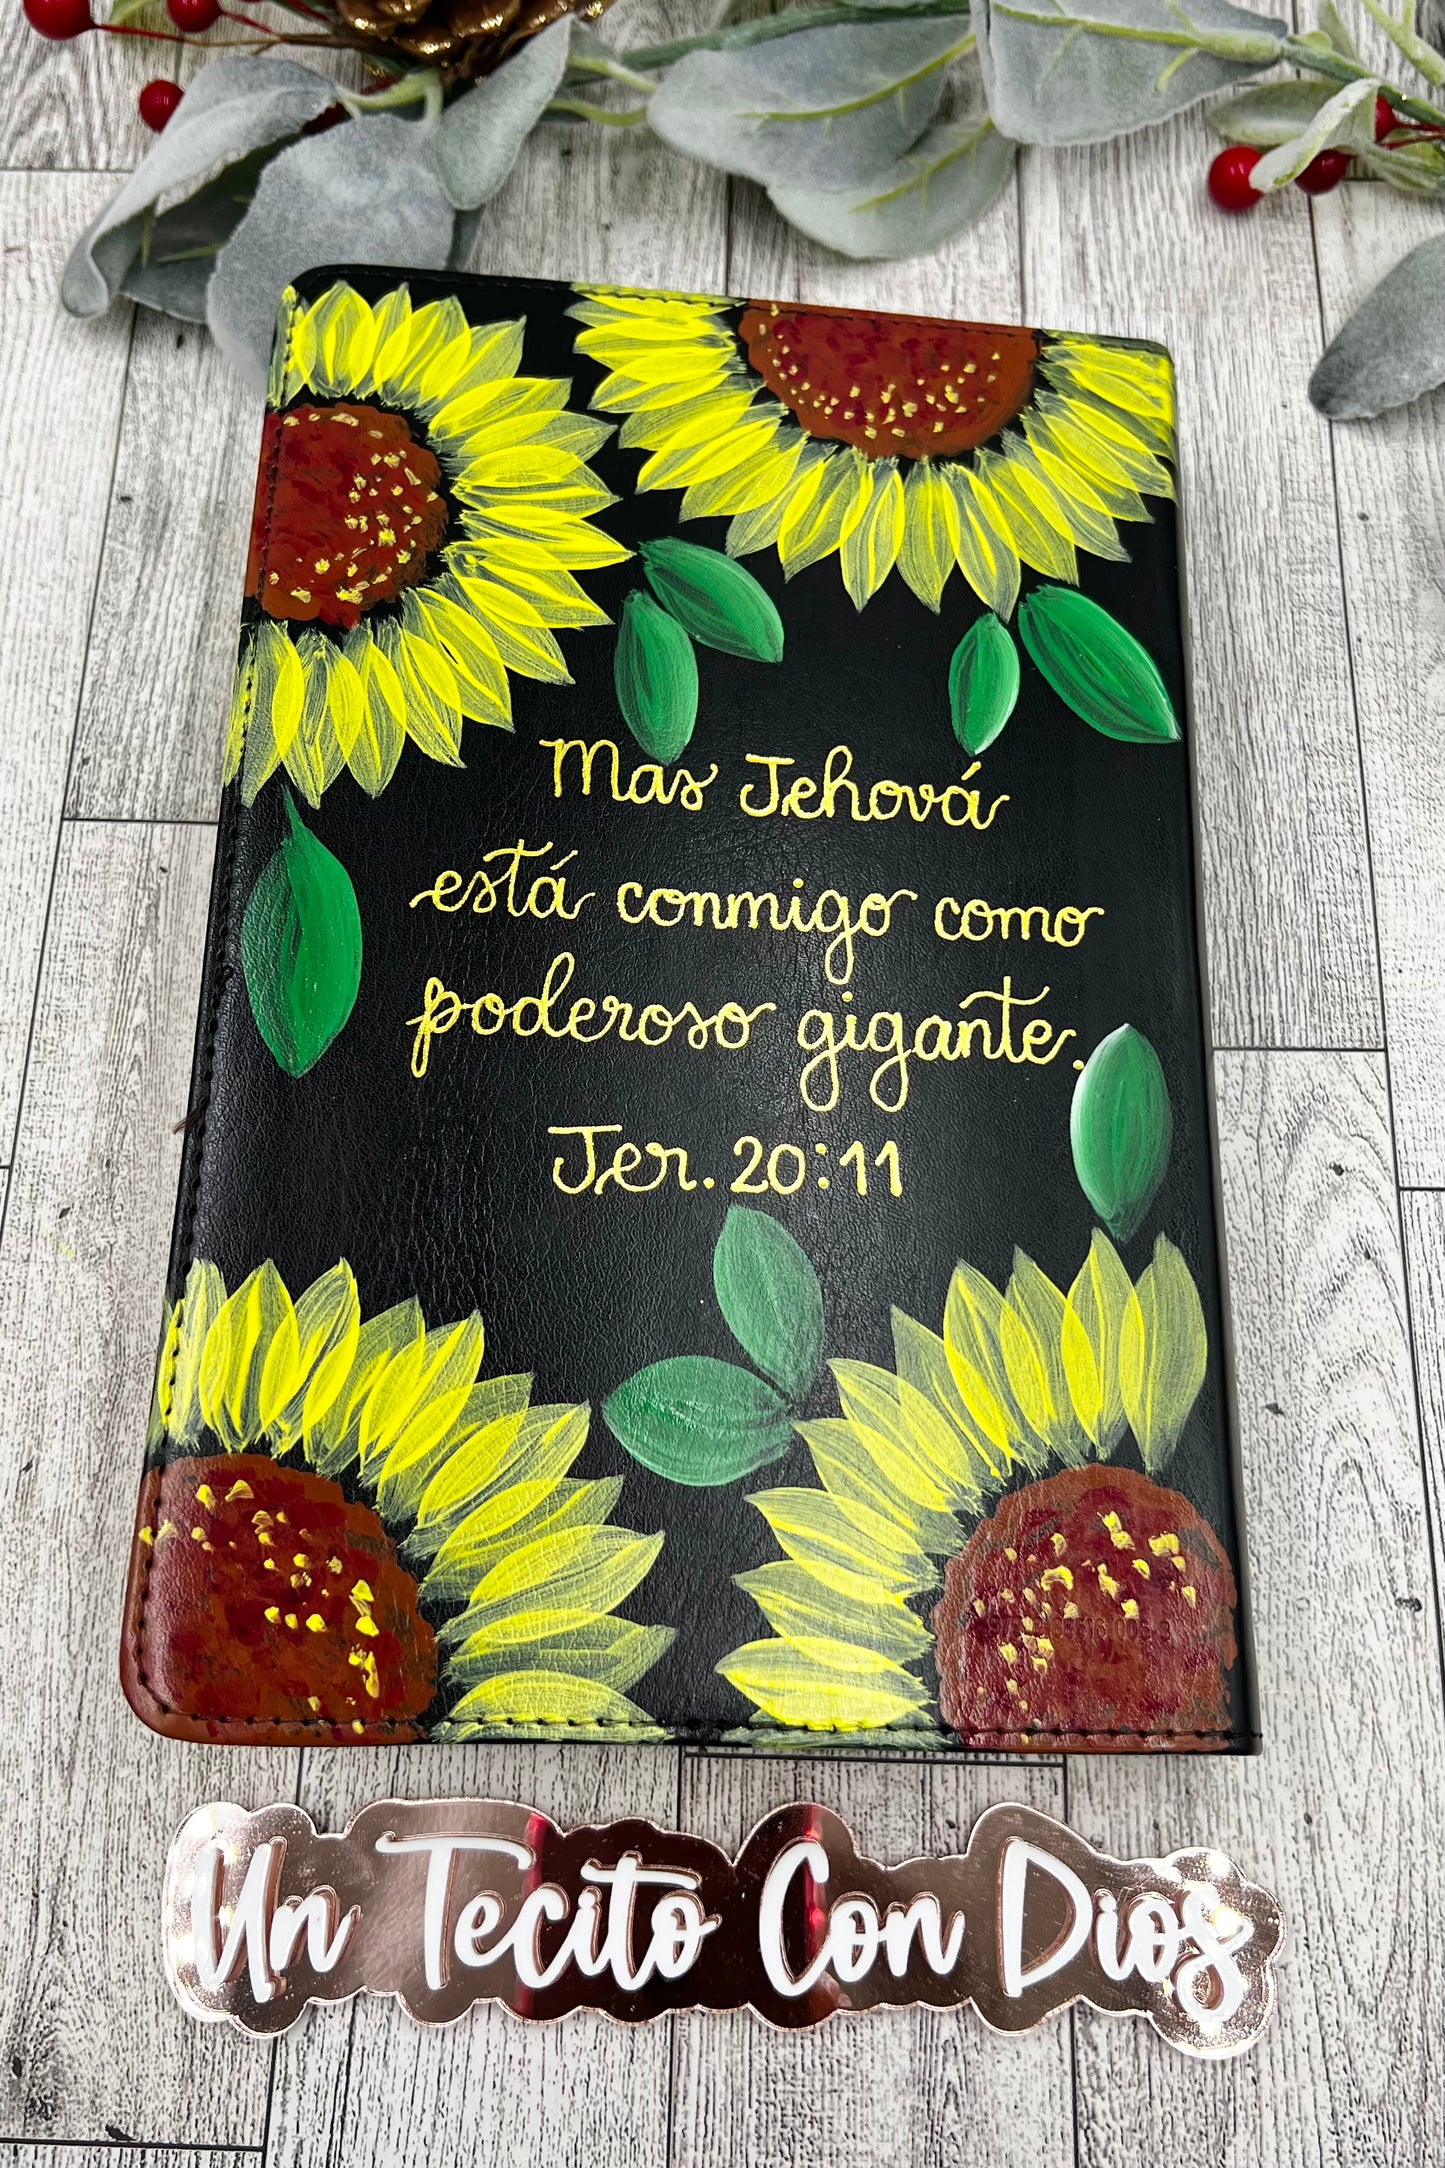 Mas Jehová
está conmigo como
poderoso gigante.
Jer. 20:11
Un Tecito Con Dios